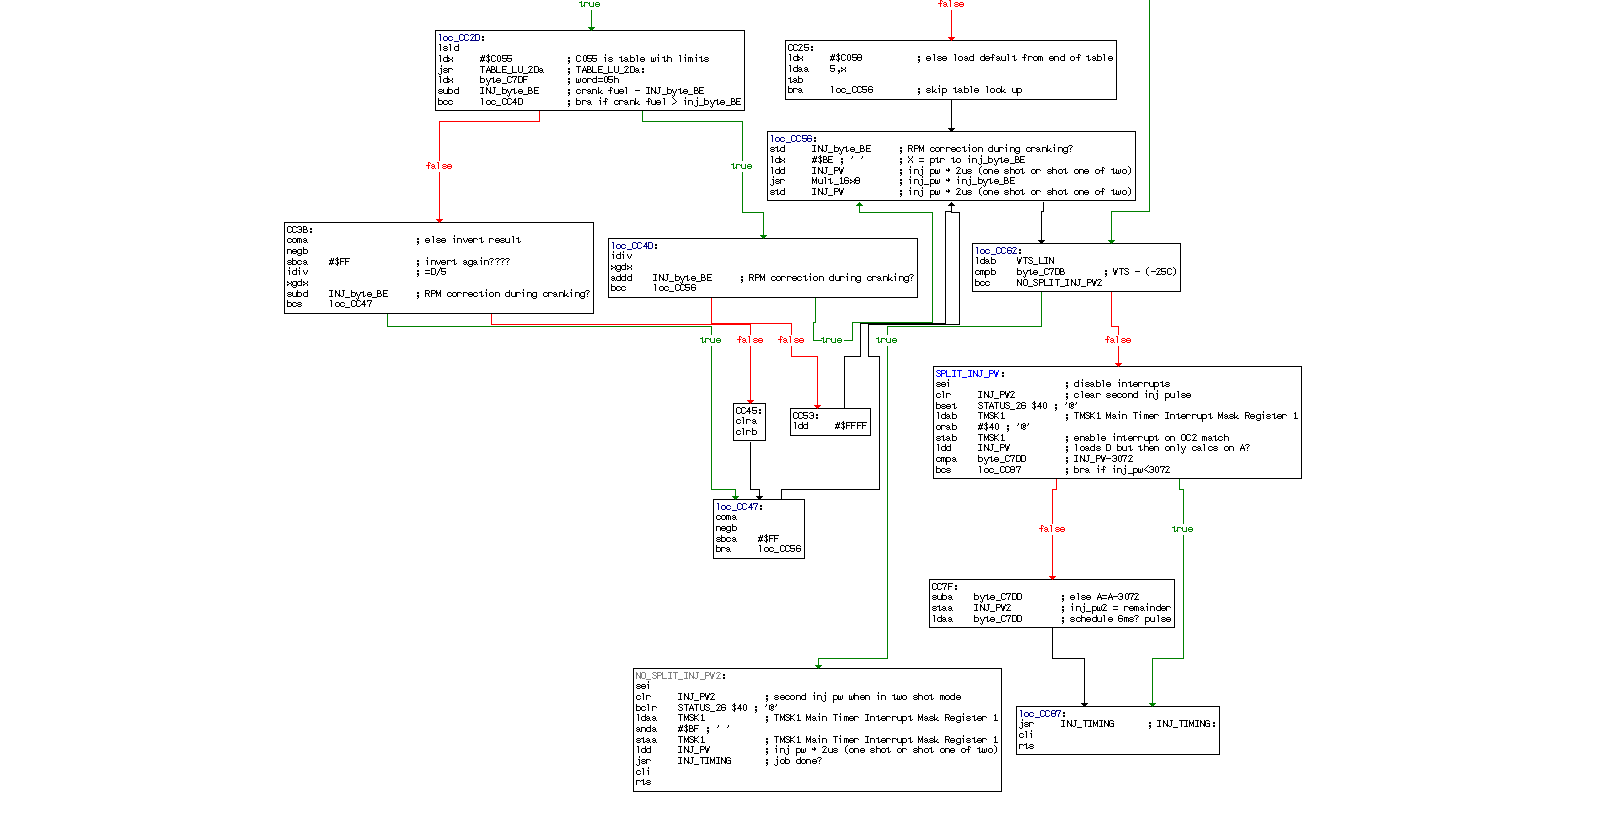 true
false
loc_CC2D:
lsld
ldx #$C055 ; C055 is table with limits
jsr TABLE_LU_2Da ; TABLE_LU_2Da:
ldx byte_C7DF ; word=05h
subd INJ_byte_BE ; crank fuel - INJ_byte_BE
bcc loc_CC4D ; bra if crank fuel > inj_byte_BE
CC25:
ldx #$C058 ; else load default from end of table
ldaa 5,x
tab
bra loc_CC56 ; skip table look up
loc_CC56:
std INJ_byte_BE ; RPM correction during cranking?
ldx #$BE ; ' ' ; X = ptr to inj_byte_BE
ldd INJ_PW ; inj pw * 2us (one shot or shot one of two)
jsr Mult_16x8 ; inj_pw * inj_byte_BE
std INJ_PW ; inj pw * 2us (one shot or shot one of two)
false
true
CC3B:
coma ; else invert result
negb
sbca #$FF ; invert again????
idiv ; =D/5
xgdx
subd INJ_byte_BE ; RPM correction during cranking?
bcs loc_CC47
loc_CC4D:
idiv
xgdx
addd INJ_byte_BE ; RPM correction during cranking?
bcc loc_CC56
loc_CC62:
ldab WTS_LIN
cmpb byte_C7DB ; WTS - (-25C)
bcc NO_SPLIT_INJ_PW2
true
false
false
true
true
false
SPLIT_INJ_PW:
sei ; disable interrupts
clr INJ_PW2 ; clear second inj pulse
bset STATUS_26 $40 ; '@'
ldab TMSK1 ; TMSK1 Main Timer Interrupt Mask Register 1
orab #$40 ; '@'
stab TMSK1 ; enable interrupt on OC2 match
ldd INJ_PW ; loads D but then only calcs on A?
cmpa byte_C7DD ; INJ_PW-3072
bcs loc_CC87 ; bra if inj_pw<3072
CC45:
clra
clrb
CC53:
ldd #$FFFF
loc_CC47:
coma
negb
sbca #$FF
bra loc_CC56
false
true
CC7F:
suba byte_C7DD ; else A=A-3072
staa INJ_PW2 ; inj_pw2 = remainder
ldaa byte_C7DD ; schedule 6ms? pulse
NO_SPLIT_INJ_PW2:
sei
clr INJ_PW2 ; second inj pw when in two shot mode
bclr STATUS_26 $40 ; '@'
ldaa TMSK1 ; TMSK1 Main Timer Interrupt Mask Register 1
anda #$BF ; ' '
staa TMSK1 ; TMSK1 Main Timer Interrupt Mask Register 1
ldd INJ_PW ; inj pw * 2us (one shot or shot one of two)
jsr INJ_TIMING ; job done?
cli
rts
loc_CC87:
jsr INJ_TIMING ; INJ_TIMING:
cli
rts